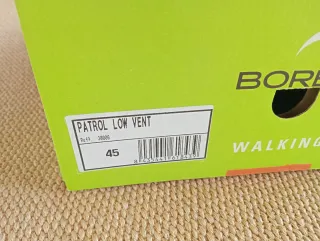 PATROL LOW VENT
45
BORE
WALKING